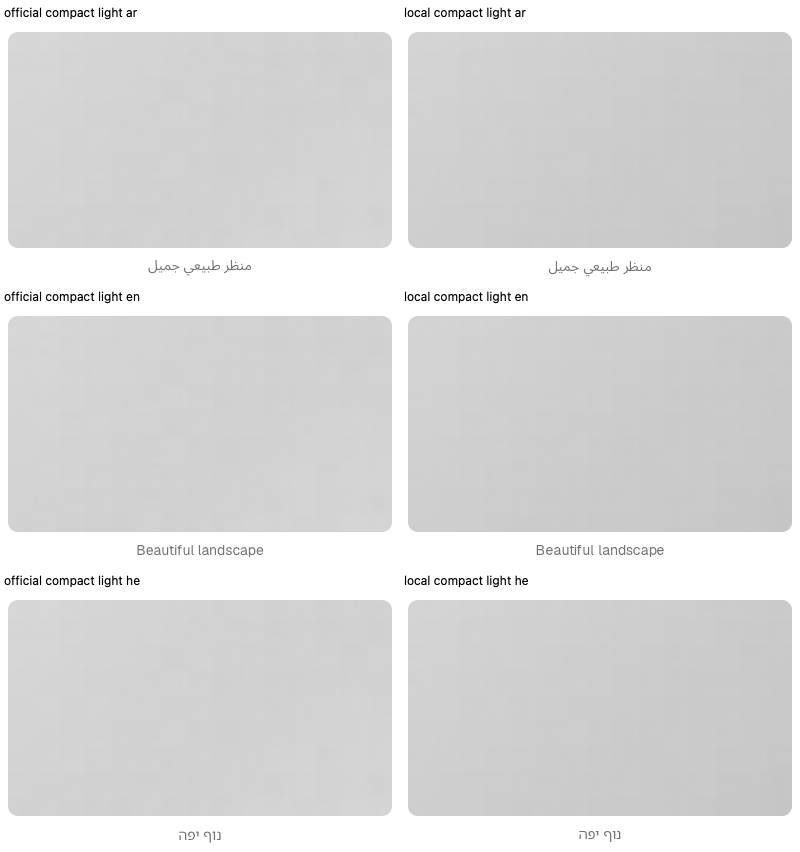 official compact light ar
local compact light ar
منظر طبيعي جميل
منظر طبيعي جميل
official compact light en
local compact light en
Beautiful landscape
Beautiful landscape
official compact light he
local compact light he
נוף יפה
נוף יפה